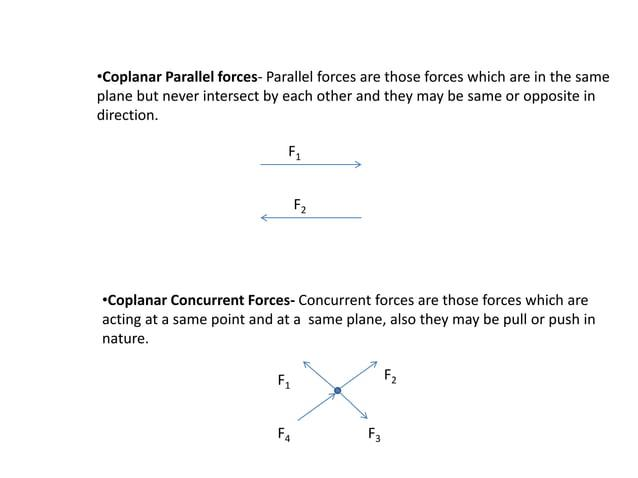 •Coplanar Parallel forces- Parallel forces are those forces which are in the same
plane but never intersect by each other and they may be same or opposite in
direction.
F₁
F₂
•Coplanar Concurrent Forces- Concurrent forces are those forces which are
acting at a same point and at a  same plane, also they may be pull or push in
nature.
F₁
F₂
F₄
F₃